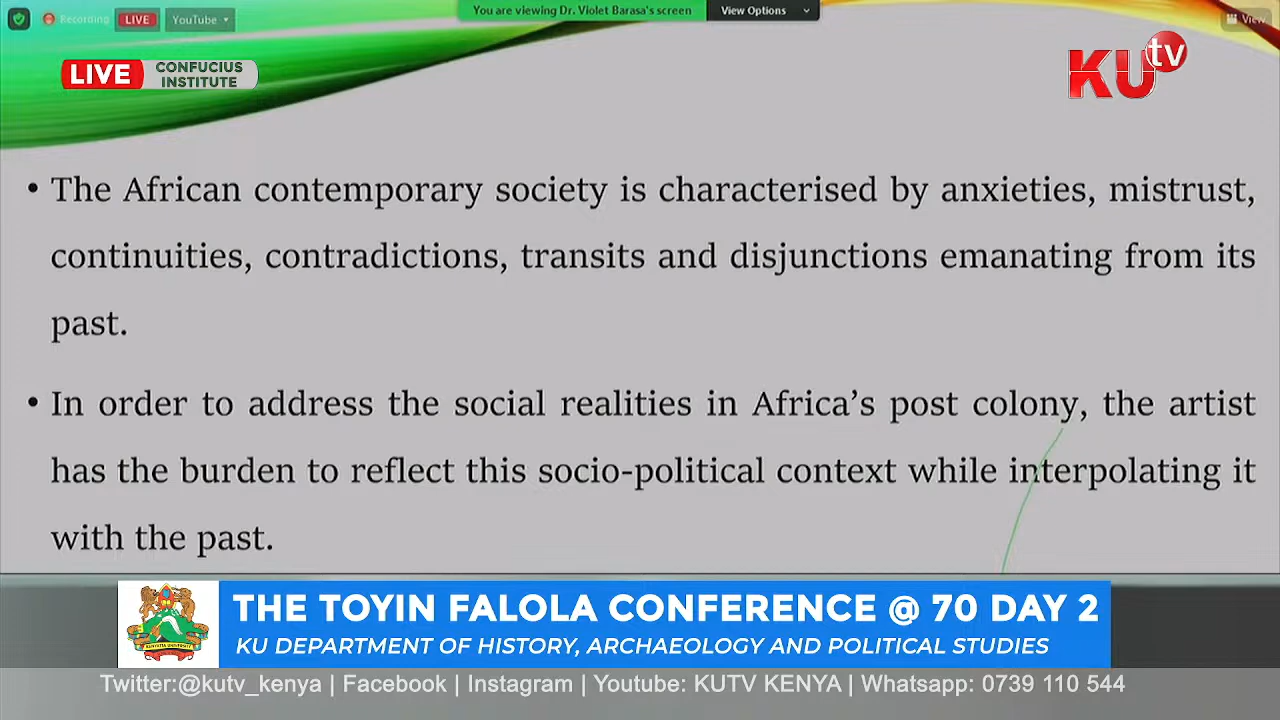 Recording
LIVE
YouTube
You are viewing Dr. Violet Barasa's screen
View Options
View
LIVE
CONFUCIUS
INSTITUTE
KU tv
• The African contemporary society is characterised by anxieties, mistrust,
continuities, contradictions, transits and disjunctions emanating from its
past.
• In order to address the social realities in Africa's post colony, the artist
has the burden to reflect this socio-political context while interpolating it
with the past.
THE TOYIN FALOLA CONFERENCE @ 70 DAY 2
KU DEPARTMENT OF HISTORY, ARCHAEOLOGY AND POLITICAL STUDIES
KENYATTA UNIVERSITY
Twitter:@kutv_kenya | Facebook | Instagram | Youtube: KUTV KENYA | Whatsapp: 0739 110 544